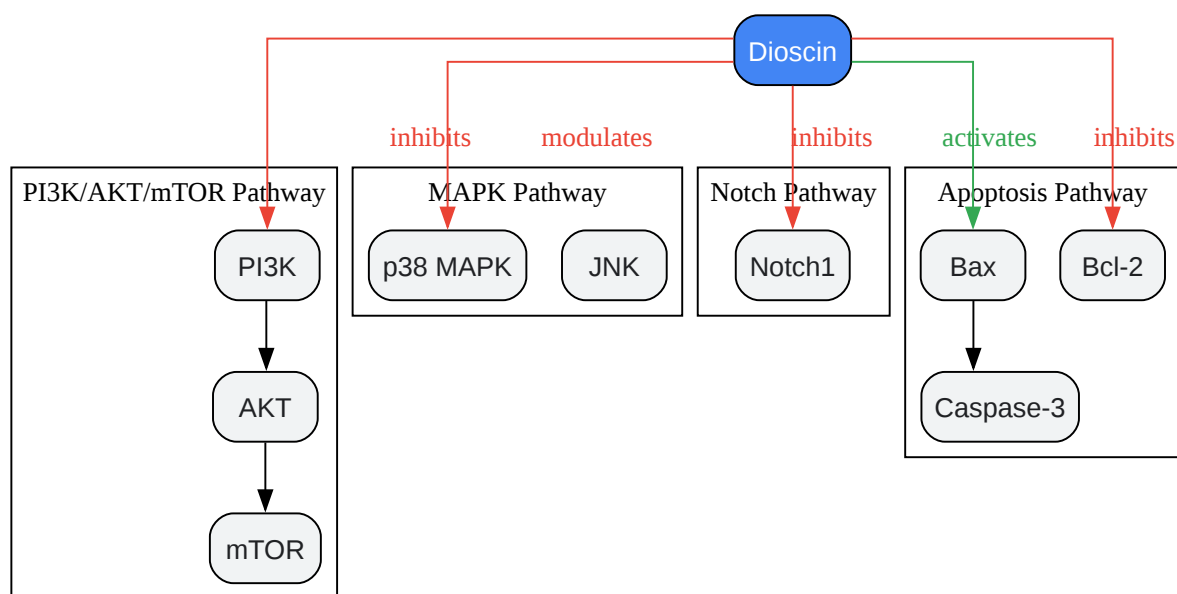 Dioscin
inhibits
modulates
inhibits
activates
inhibits
PI3K/AKT/mTOR Pathway
MAPK Pathway
Notch Pathway
Apoptosis Pathway
PI3K
p38 MAPK
JNK
Notch1
Bax
Bcl-2
AKT
Caspase-3
mTOR